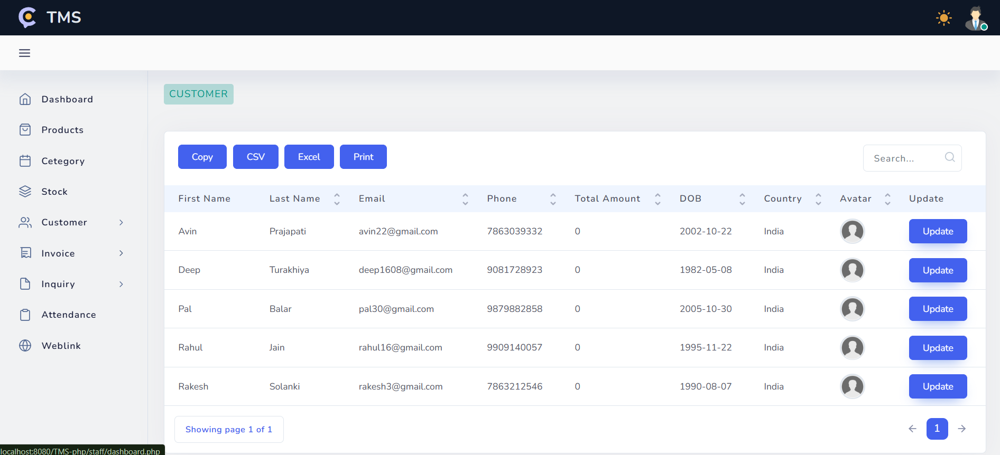 TMS
CUSTOMER
Dashboard
Products
Cetegory
Stock
Customer
Invoice
Inquiry
Attendance
Weblink
Copy CSV Excel Print Search...
First Name Last Name Email Phone Total Amount DOB Country Avatar Update
Avin Prajapati avin22@gmail.com 7863039332 0 2002-10-22 India Update
Deep Turakhiya deep1608@gmail.com 9081728923 0 1982-05-08 India Update
Pal Balar pal30@gmail.com 9879882858 0 2005-10-30 India Update
Rahul Jain rahul16@gmail.com 9909140057 0 1995-11-22 India Update
Rakesh Solanki rakesh3@gmail.com 7863212546 0 1990-08-07 India Update
Showing page 1 of 1 1
localhost:8080/TMS-php/staff/dashboard.php